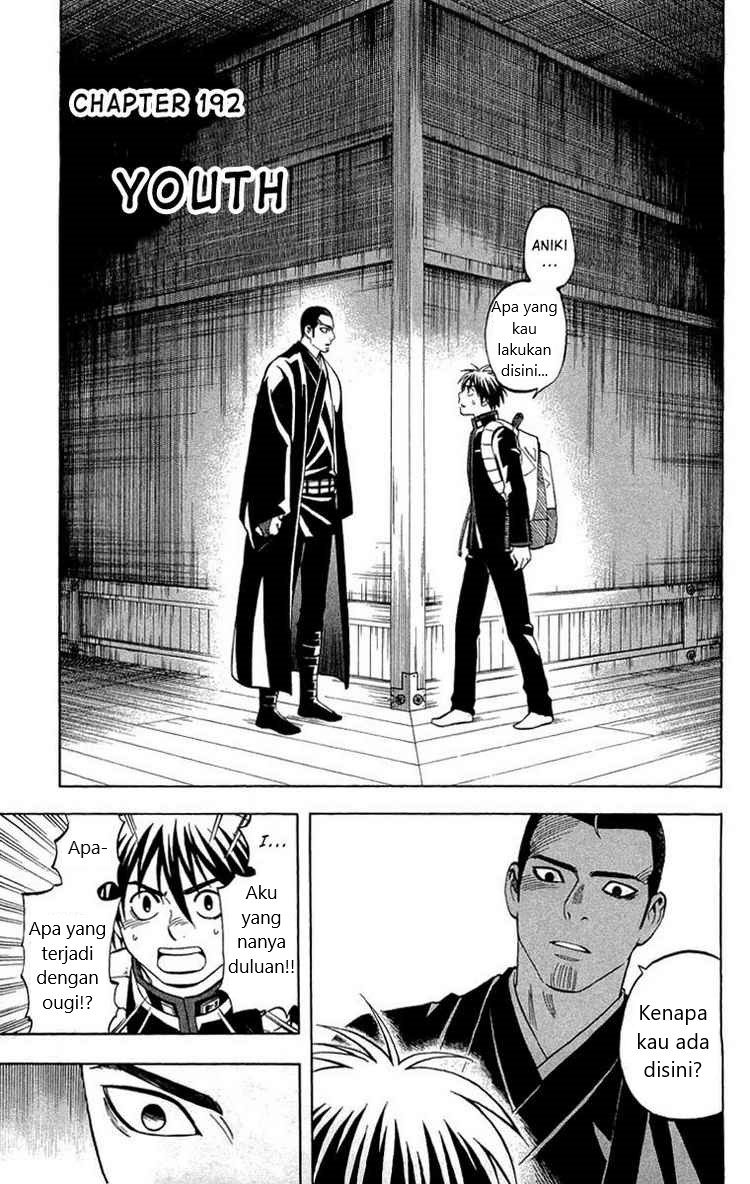 CHAPTER 192
YOUTH
ANIKI
...
Apa yang
kau
lakukan
disini...
Kenapa
kau ada
disini?
I...
Aku
yang
nanya
duluan!!
Apa-
Apa yang
terjadi
dengan
ougi!?